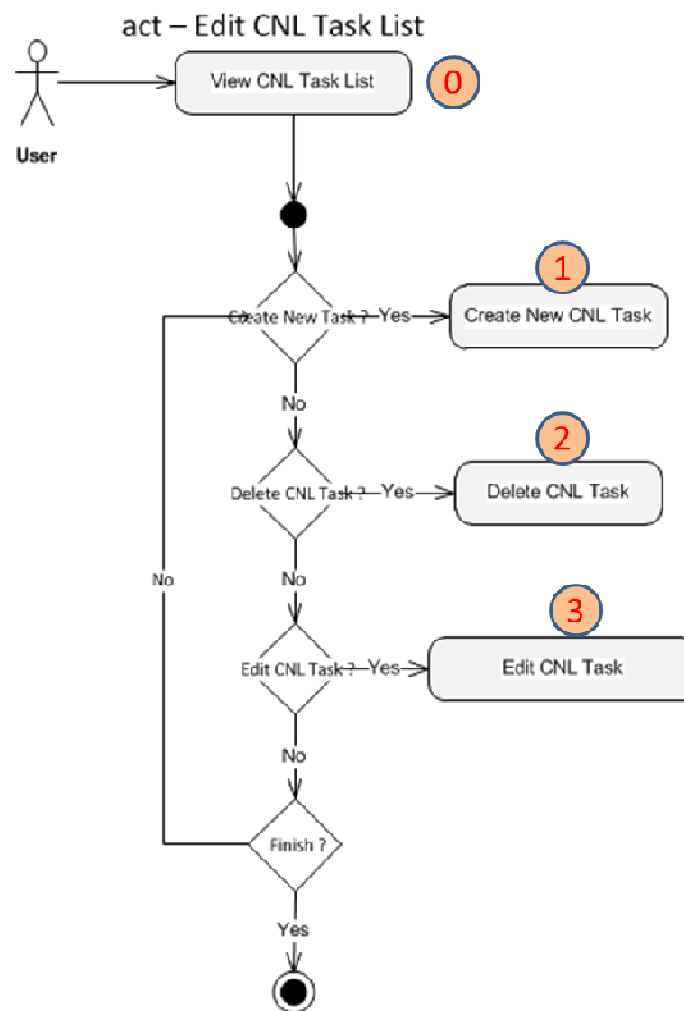 act – Edit CNL Task List
View CNL Task List
0
User
1
Create New Task ?
Yes
Create New CNL Task
No
2
Delete CNL Task ?
Yes
Delete CNL Task
No
No
3
Edit CNL Task ?
Yes
Edit CNL Task
No
Finish ?
Yes